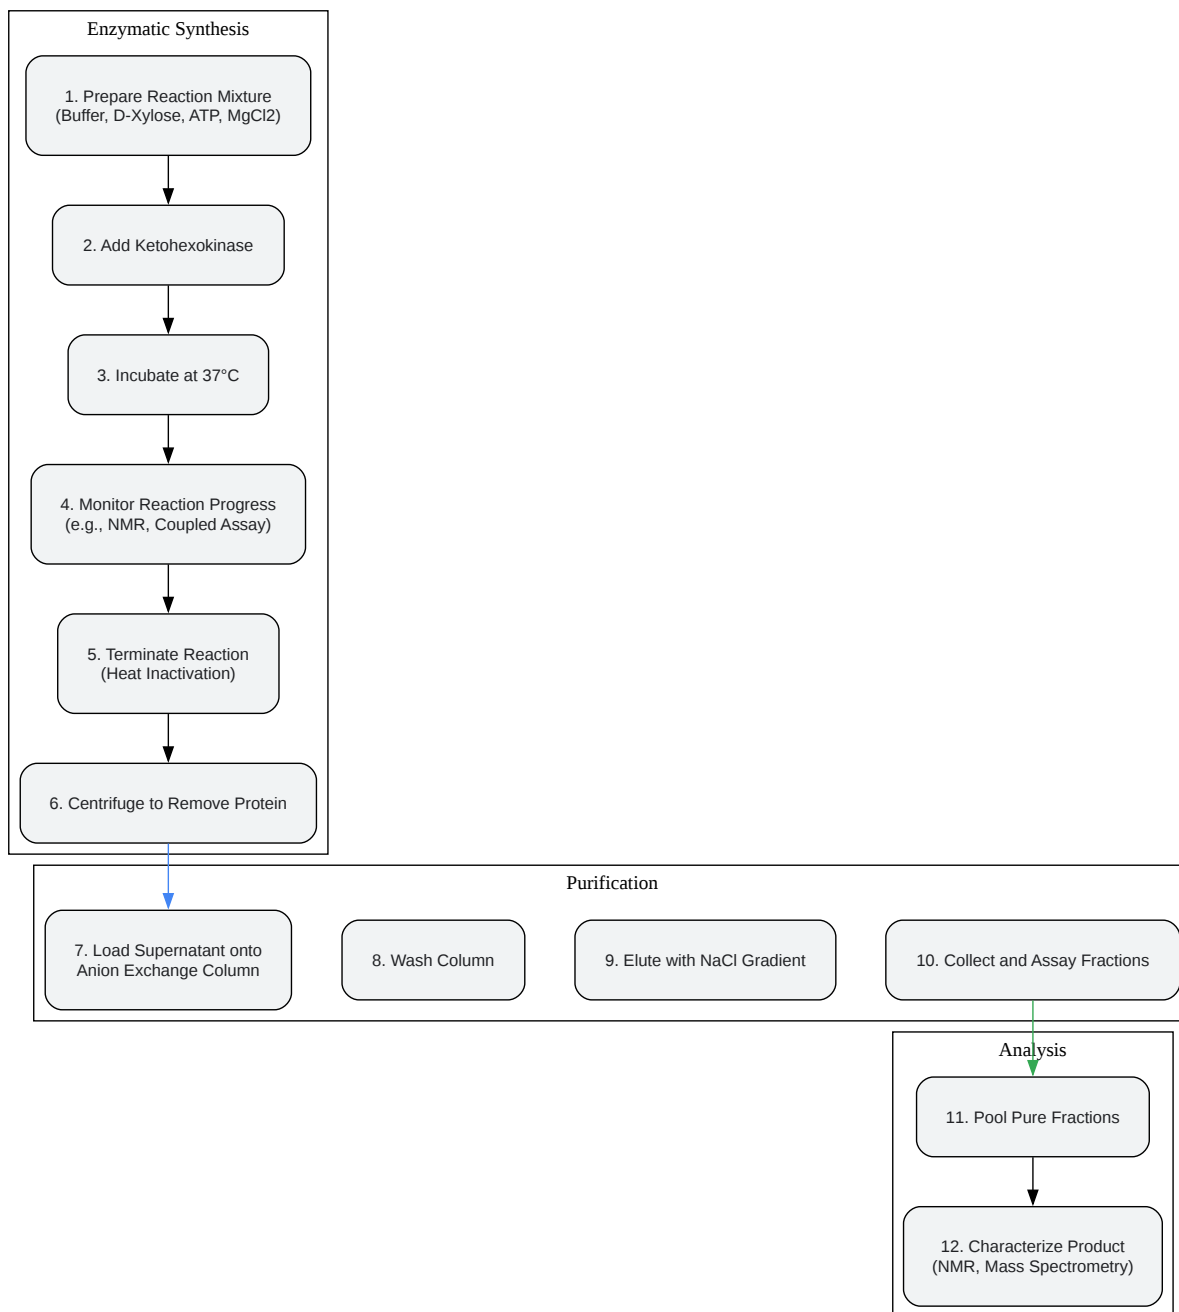 Enzymatic Synthesis
1. Prepare Reaction Mixture
(Buffer, D-Xylose, ATP, MgCl2)
2. Add Ketohexokinase
3. Incubate at 37°C
4. Monitor Reaction Progress
(e.g., NMR, Coupled Assay)
5. Terminate Reaction
(Heat Inactivation)
6. Centrifuge to Remove Protein
Purification
7. Load Supernatant onto
Anion Exchange Column
8. Wash Column
9. Elute with NaCl Gradient
10. Collect and Assay Fractions
Analysis
11. Pool Pure Fractions
12. Characterize Product
(NMR, Mass Spectrometry)